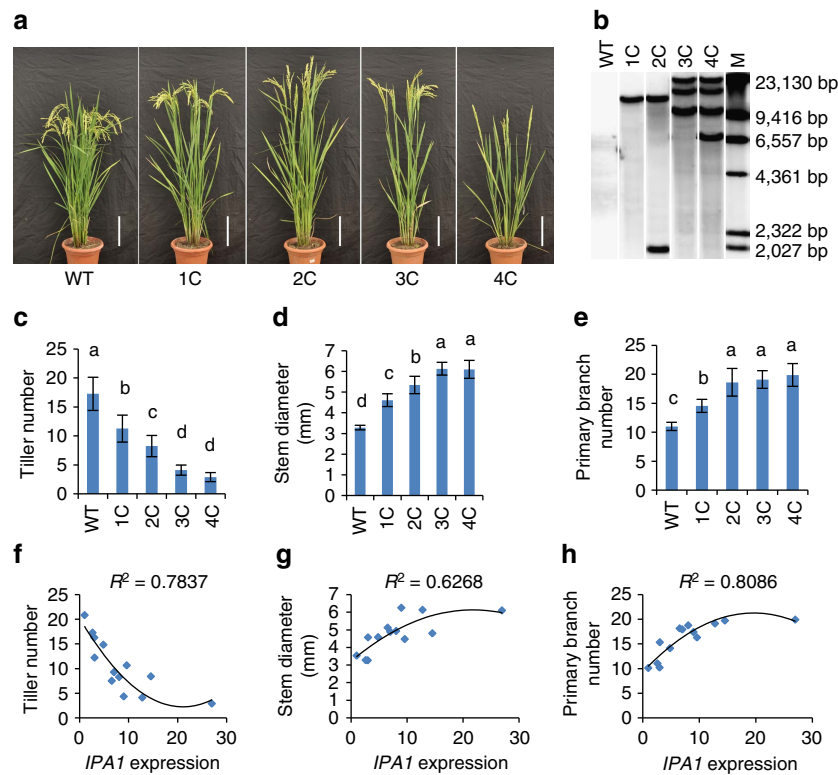 a
WT 1C 2C 3C 4C
b
WT 1C 2C 3C 4C M
23,130 bp
9,416 bp
6,557 bp
4,361 bp
2,322 bp
2,027 bp
c
Tiller number
25
20
15
10
5
0
a b c d d
WT 1C 2C 3C 4C
d
Stem diameter
(mm)
7
6
5
4
3
2
1
0
d c b a a
WT 1C 2C 3C 4C
e
Primary branch
number
25
20
15
10
5
0
c b a a a
WT 1C 2C 3C 4C
f
R² = 0.7837
Tiller number
25
20
15
10
5
0
0 10 20 30
IPA1 expression
g
R² = 0.6268
Stem diameter
(mm)
7
6
5
4
3
2
1
0
0 10 20 30
IPA1 expression
h
R² = 0.8086
Primary branch
number
25
20
15
10
5
0
0 10 20 30
IPA1 expression